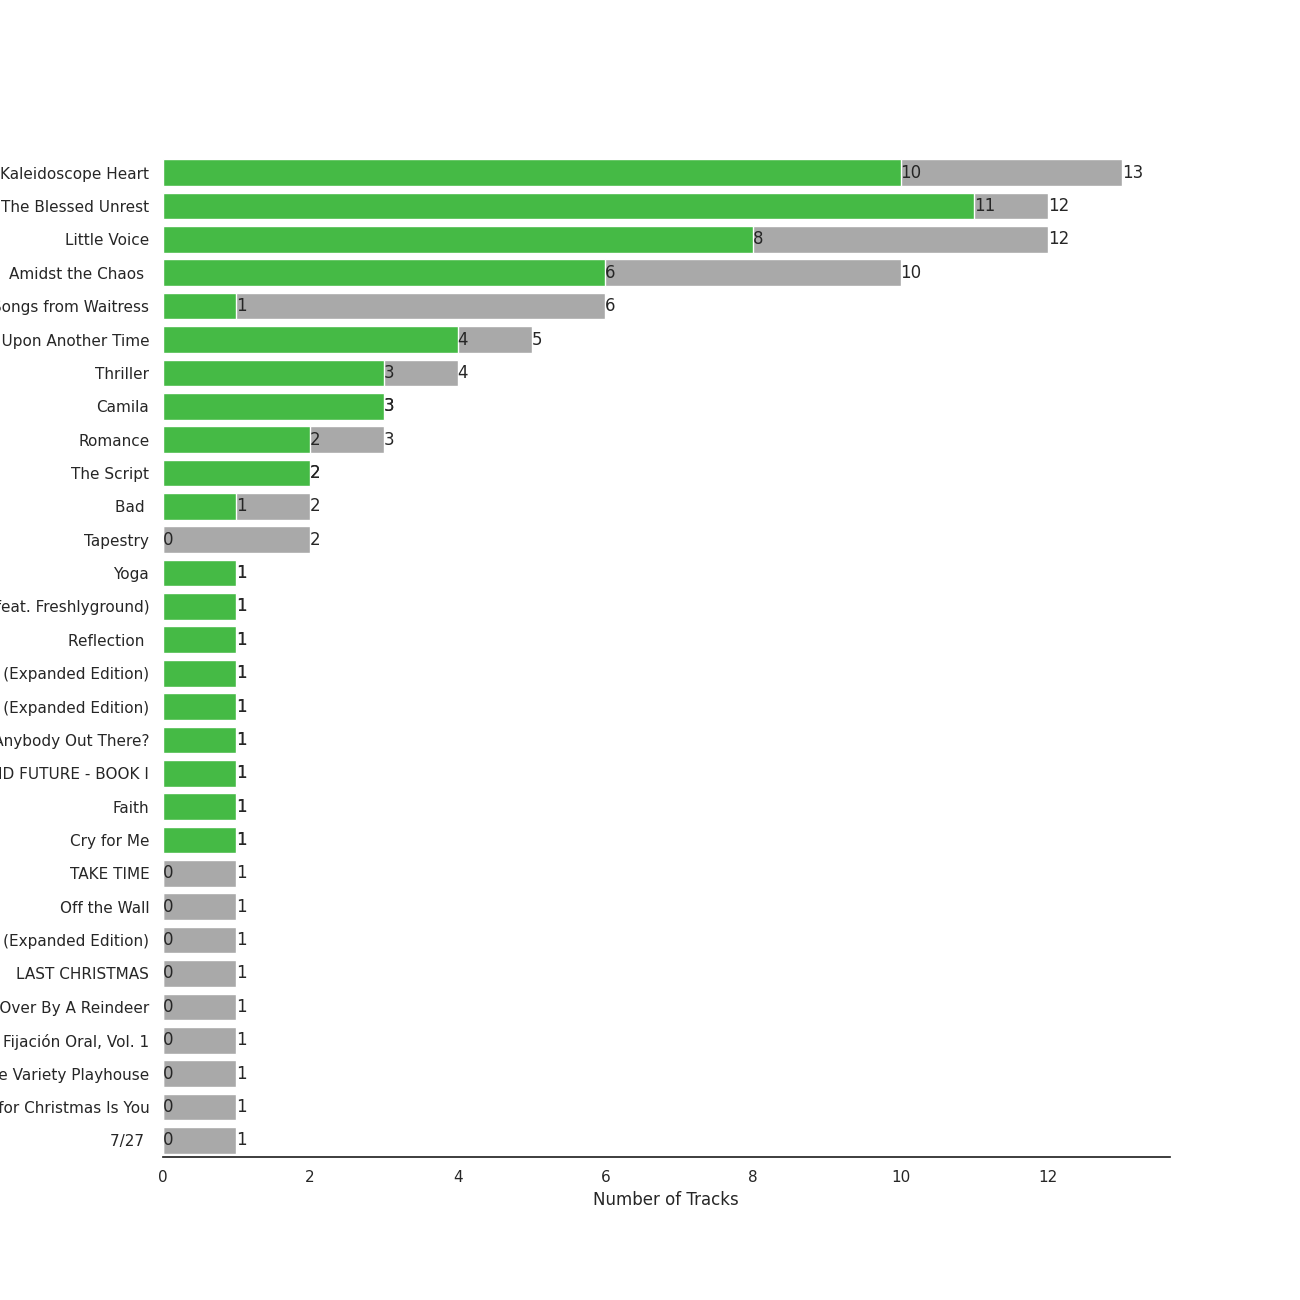 Kaleidoscope Heart 10 13
The Blessed Unrest 11 12
Little Voice 8 12
Amidst the Chaos 6 10
Songs from Waitress 1 6
Upon Another Time 4 5
Thriller 3 4
Camila 3
Romance 2 3
The Script 2
Bad 1 2
Tapestry 0 2
Yoga 1
feat. Freshlyground) 1
Reflection 1
(Expanded Edition) 1
(Expanded Edition) 1
Anybody Out There? 1
ND FUTURE - BOOK I 1
Faith 1
Cry for Me 1
TAKE TIME 0 1
Off the Wall 0 1
(Expanded Edition) 0 1
LAST CHRISTMAS 0 1
Over By A Reindeer 0 1
Fijación Oral, Vol. 1 0 1
e Variety Playhouse 0 1
for Christmas Is You 0 1
7/27 0 1
0 2 4 6 8 10 12
Number of Tracks